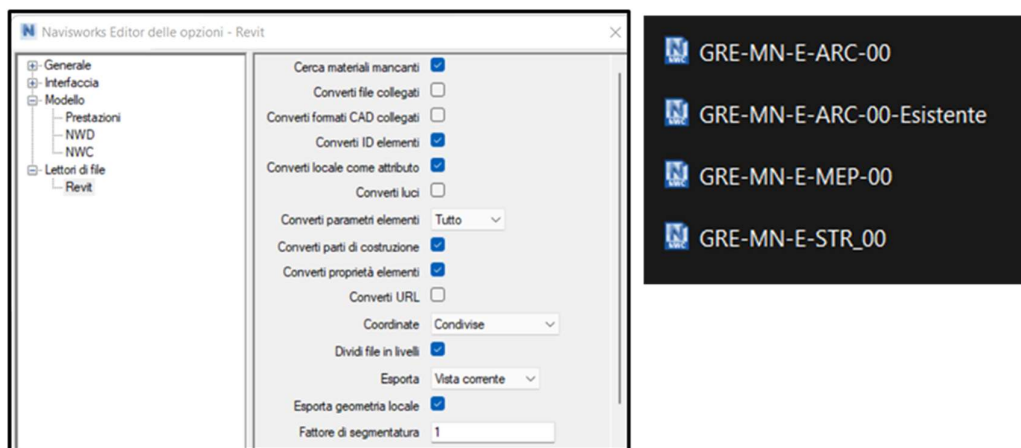 Navisworks Editor delle opzioni - Revit
Generale
Interfaccia
Modello
Prestazioni
NWD
NWC
Lettori di file
Revit
Cerca materiali mancanti
Converti file collegati
Converti formati CAD collegati
Converti ID elementi
Converti locale come attributo
Converti luci
Converti parametri elementi Tutto
Converti parti di costruzione
Converti proprietà elementi
Converti URL
Coordinate Condivise
Dividi file in livelli
Esporta Vista corrente
Esporta geometria locale
Fattore di segmentatura 1
NWC GRE-MN-E-ARC-00
NWC GRE-MN-E-ARC-00-Esistente
NWC GRE-MN-E-MEP-00
NWC GRE-MN-E-STR_00